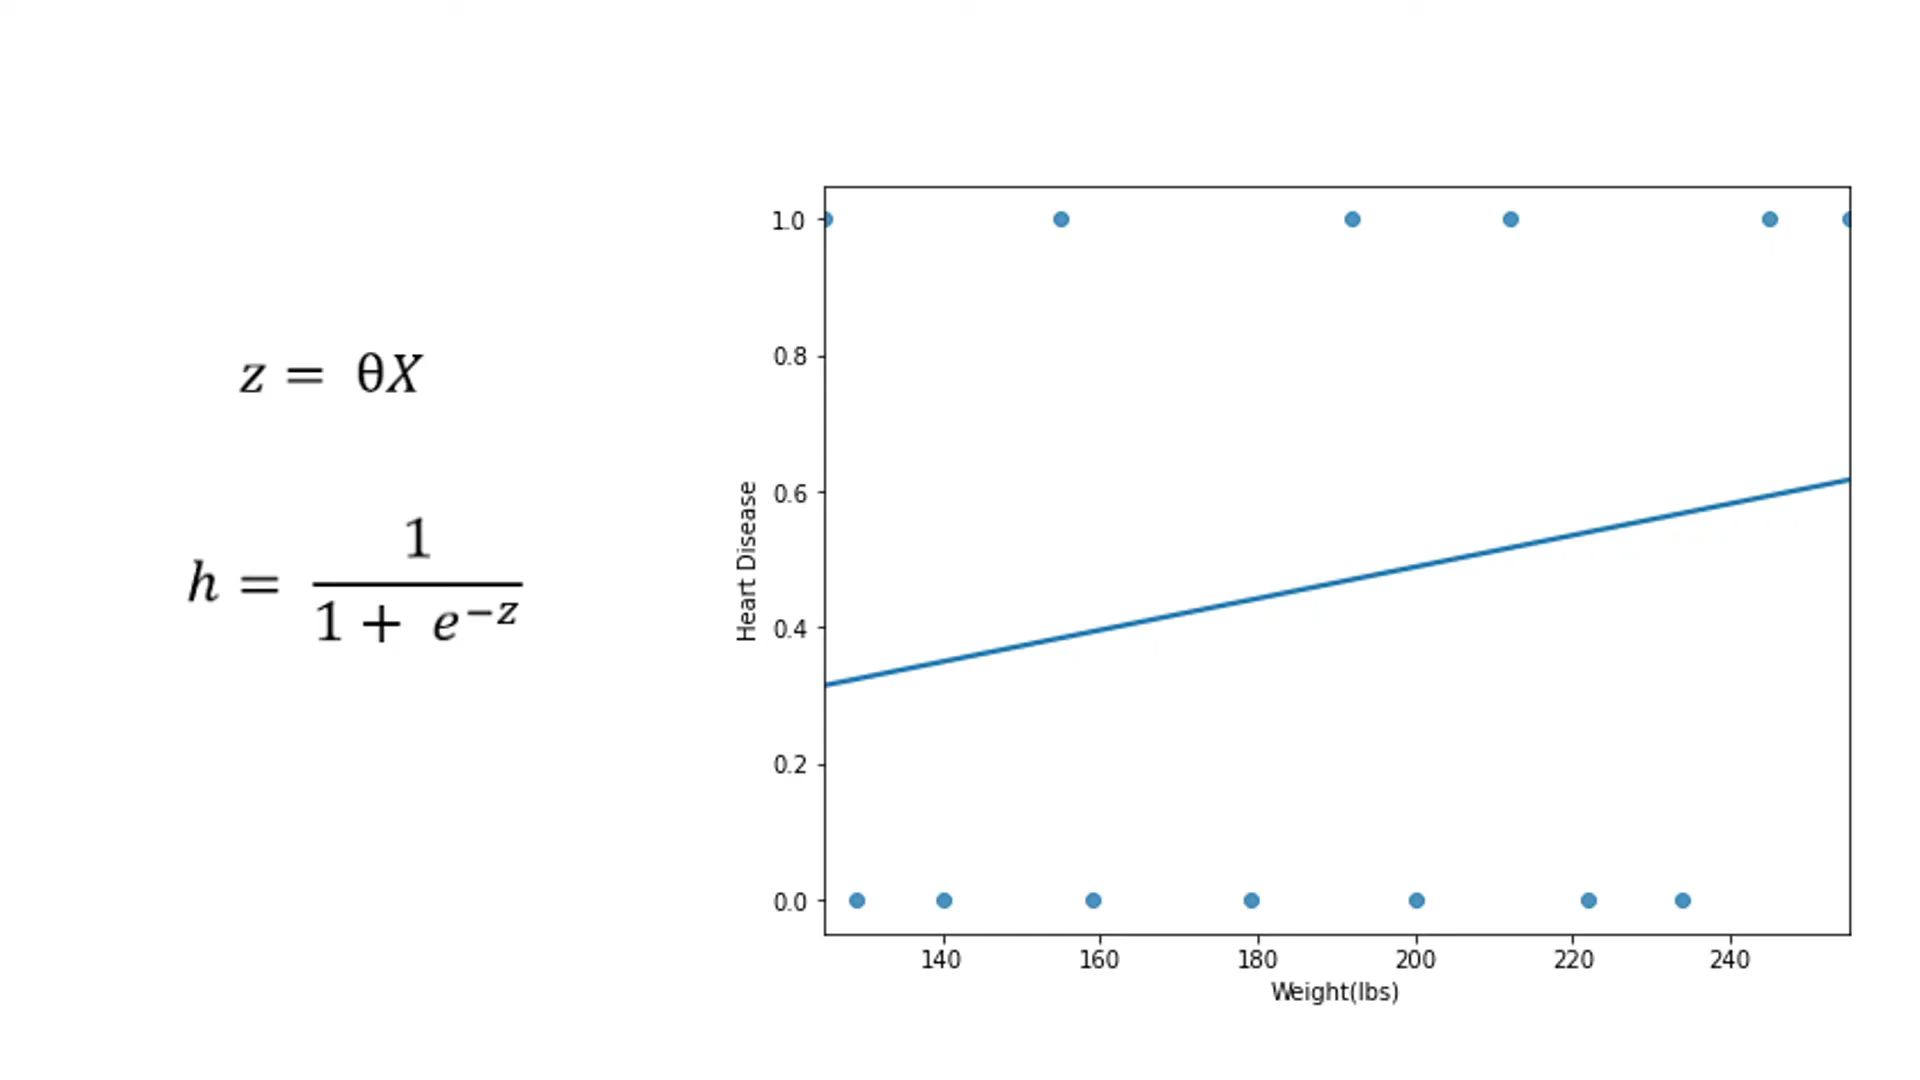 z = θX
h = 1 / (1 + e^{-z})
1.0
0.8
0.6
0.4
0.2
0.0
Heart Disease
140 160 180 200 220 240
Weight(lbs)